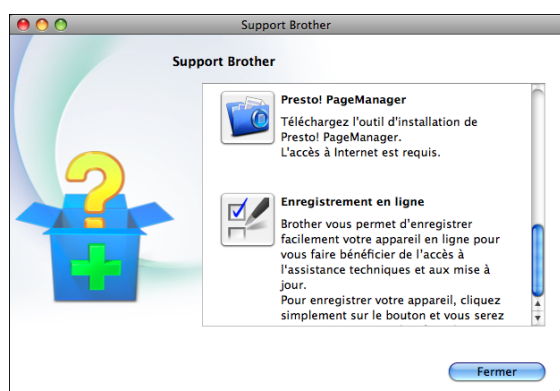 Support Brother
Support Brother
Presto! PageManager
Téléchargez l'outil d'installation de
Presto! PageManager.
L'accès à Internet est requis.
Enregistrement en ligne
Brother vous permet d'enregistrer
facilement votre appareil en ligne pour
vous faire bénéficier de l'accès à
l'assistance techniques et aux mise à
jour.
Pour enregistrer votre appareil, cliquez
simplement sur le bouton et vous serez
Fermer